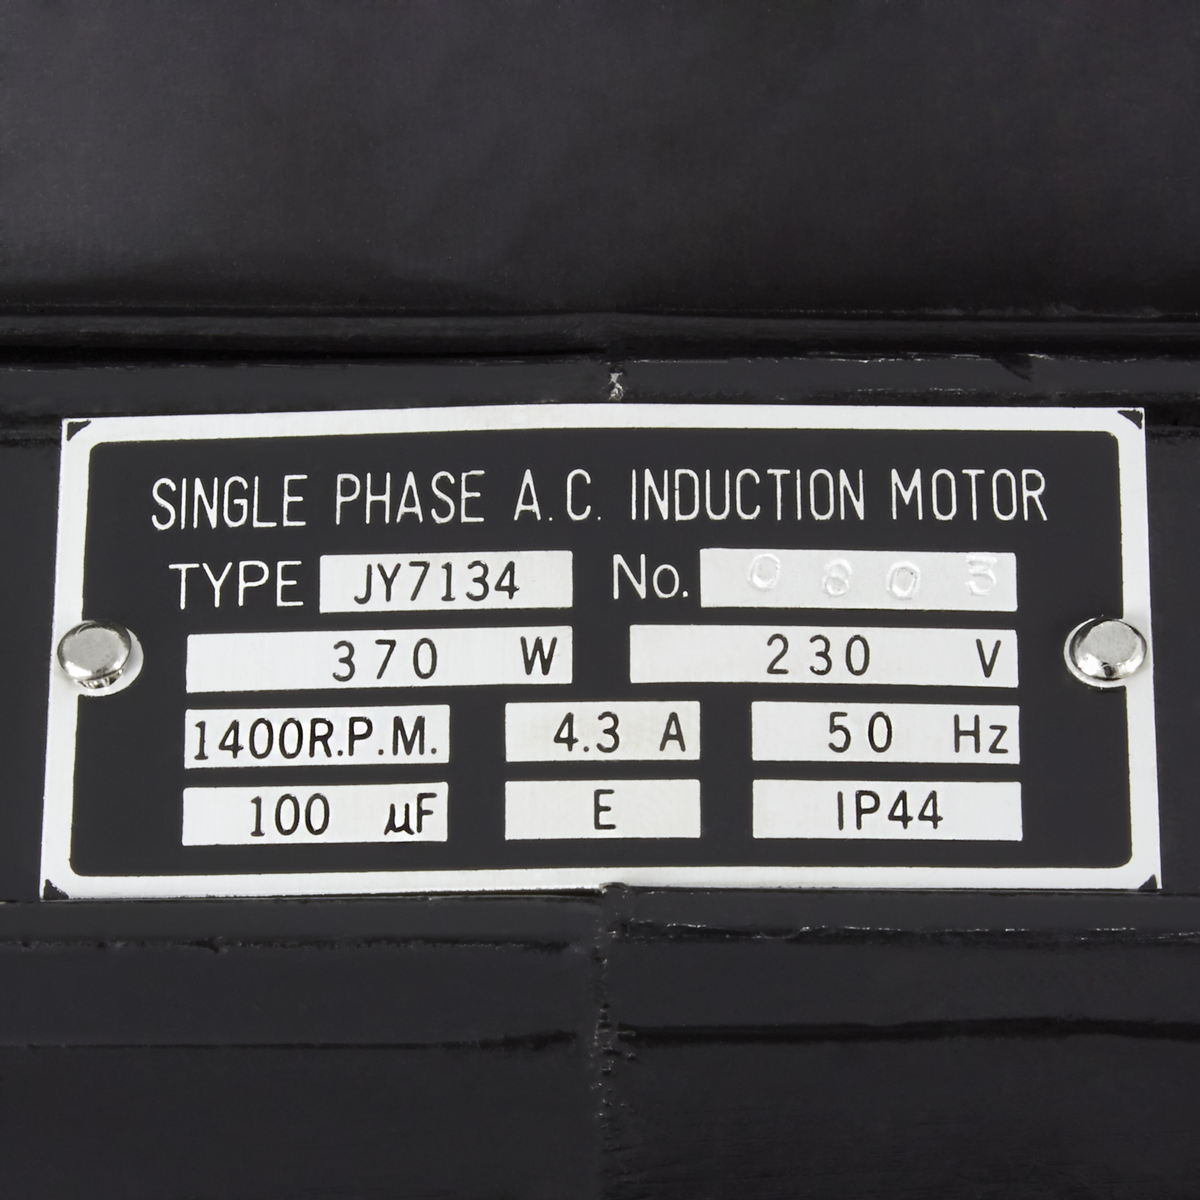 SINGLE PHASE A.C. INDUCTION MOTOR
TYPE JY7134 No. 0803
370 W 230 V
1400R.P.M. 4.3 A 50 Hz
100 µF E IP44